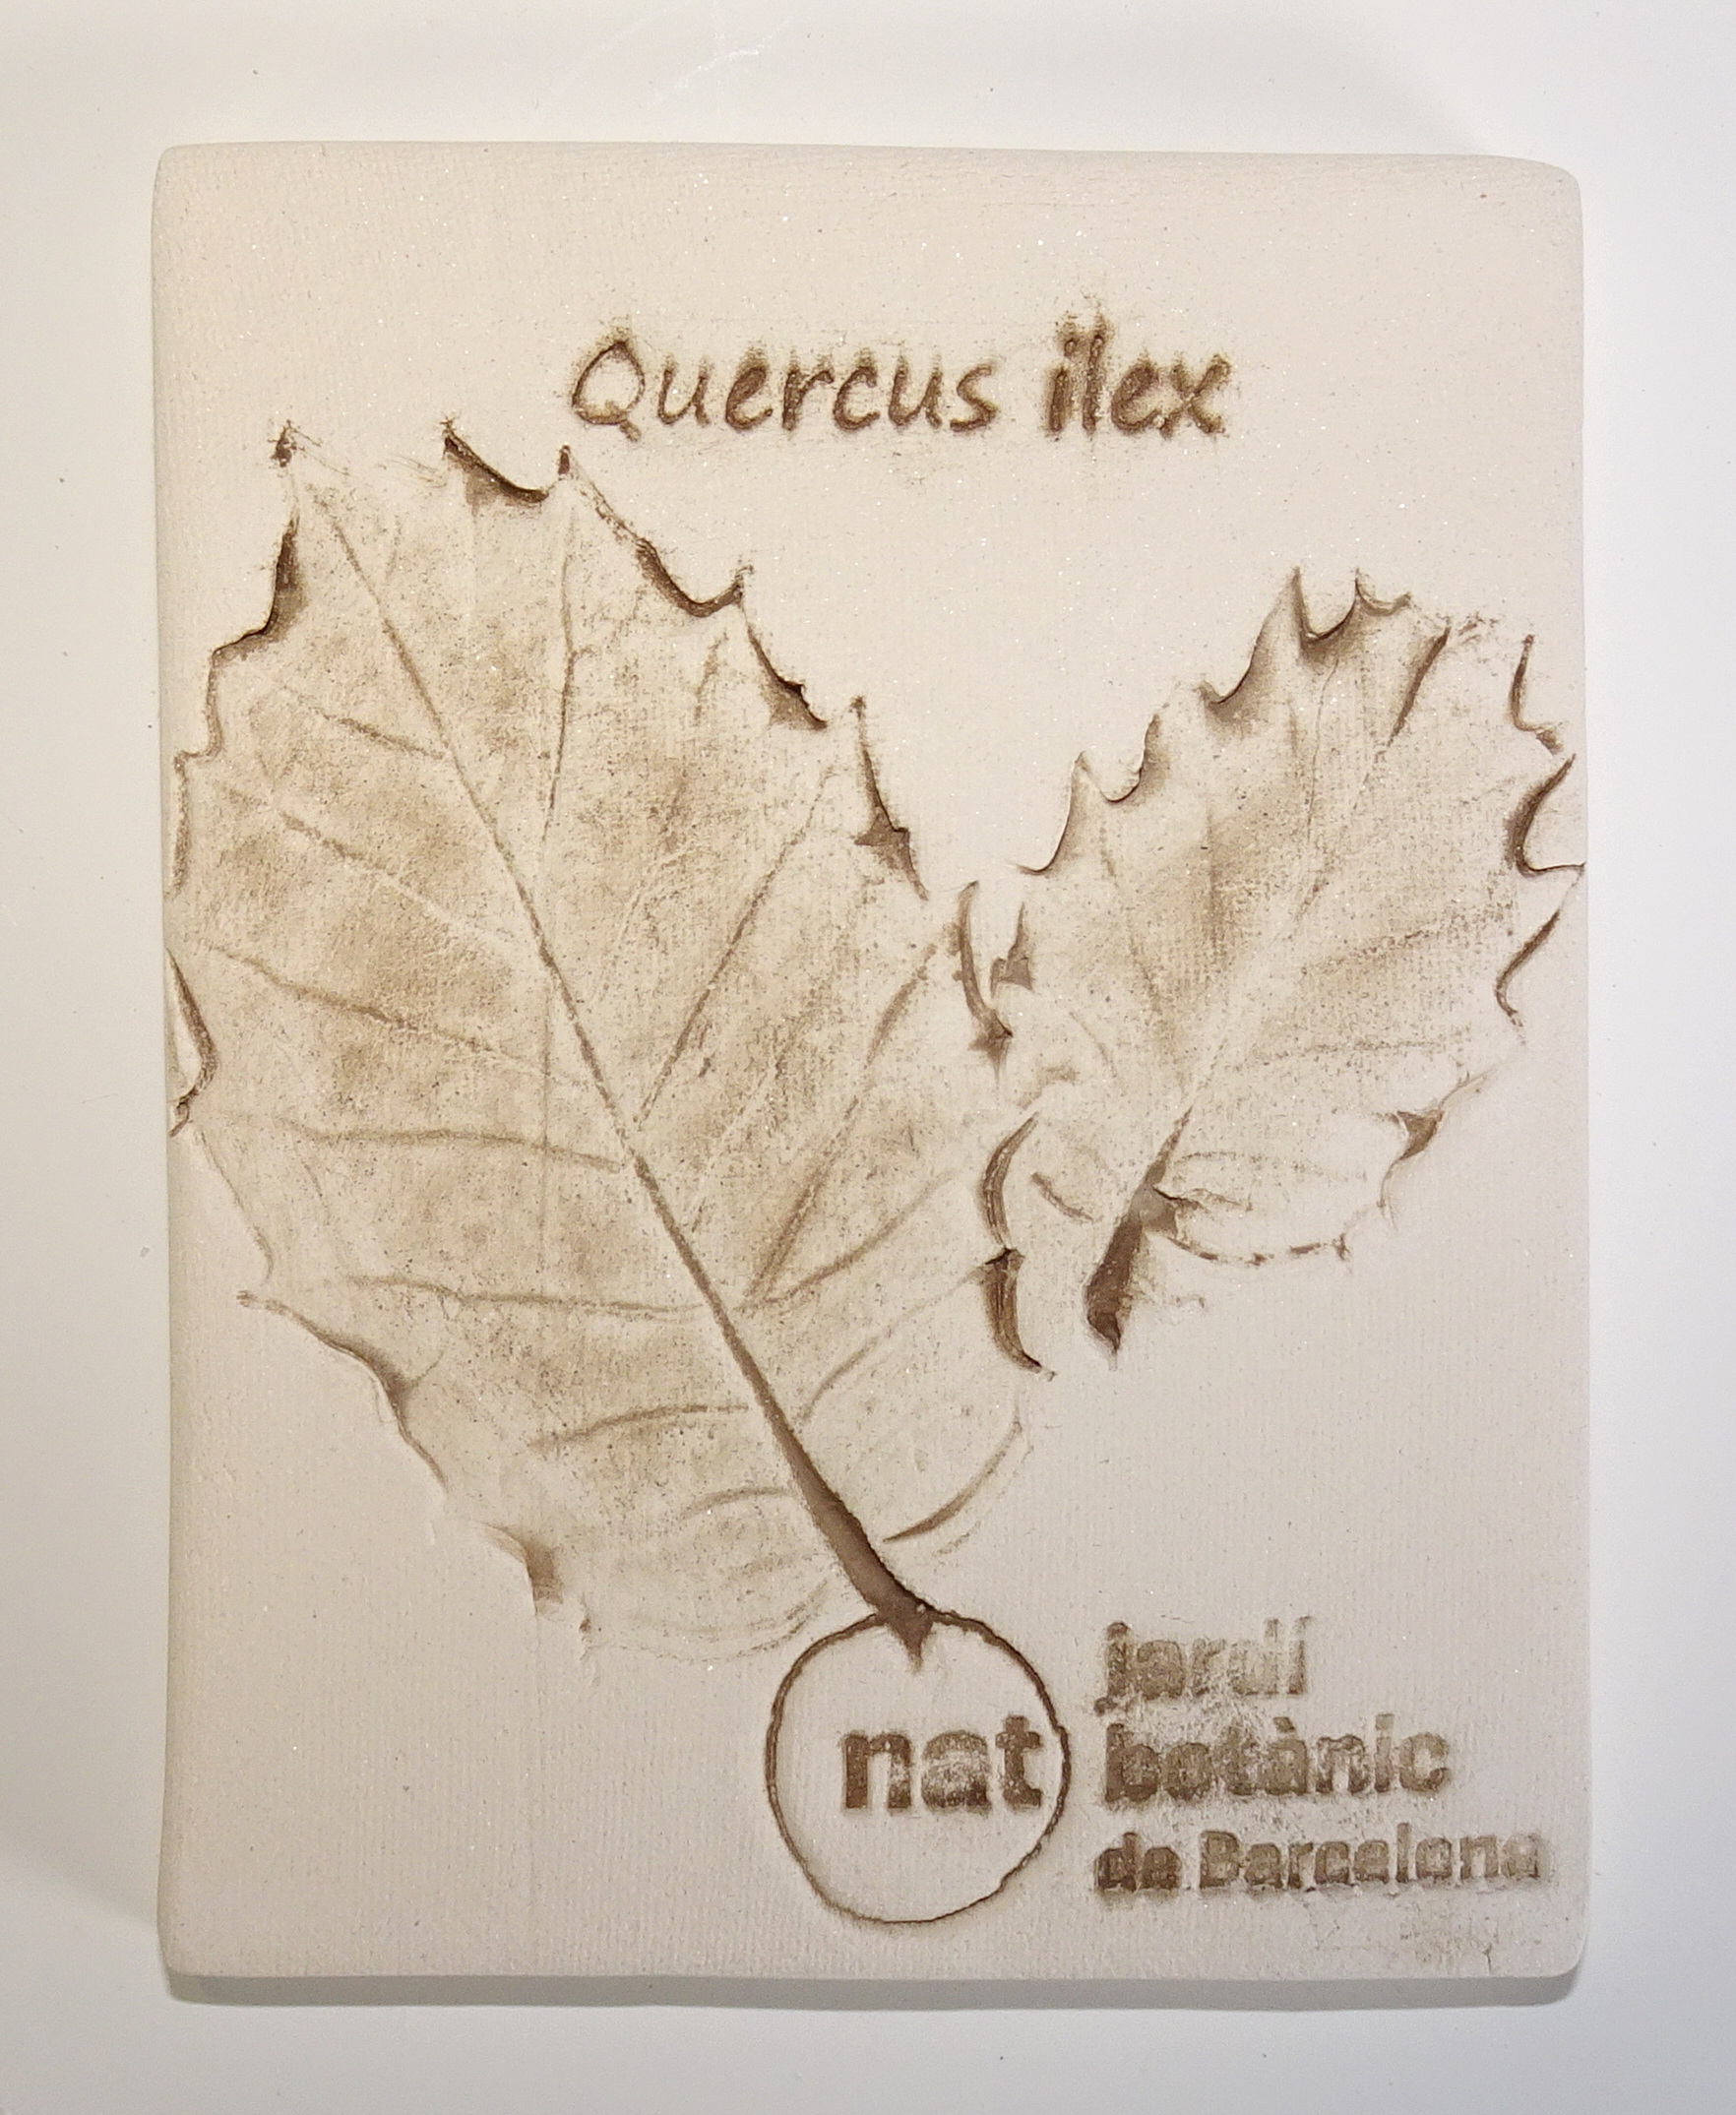 Quercus ilex
nat
jardí
botànic
de Barcelona